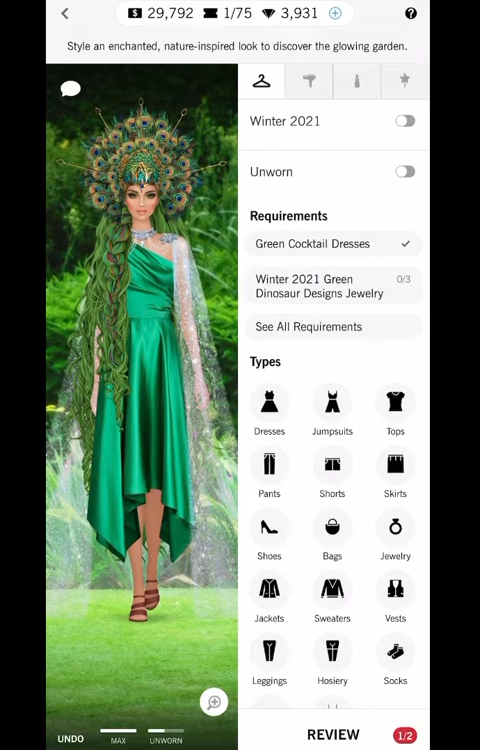 29,792 1/75 3,931
Style an enchanted, nature-inspired look to discover the glowing garden.
Winter 2021
Unworn
Requirements
Green Cocktail Dresses
Winter 2021 Green 0/3
Dinosaur Designs Jewelry
See All Requirements
Types
Dresses Jumpsuits Tops
Pants Shorts Skirts
Shoes Bags Jewelry
Jackets Sweaters Vests
Leggings Hosiery Socks
UNDO MAX UNWORN
REVIEW 1/2